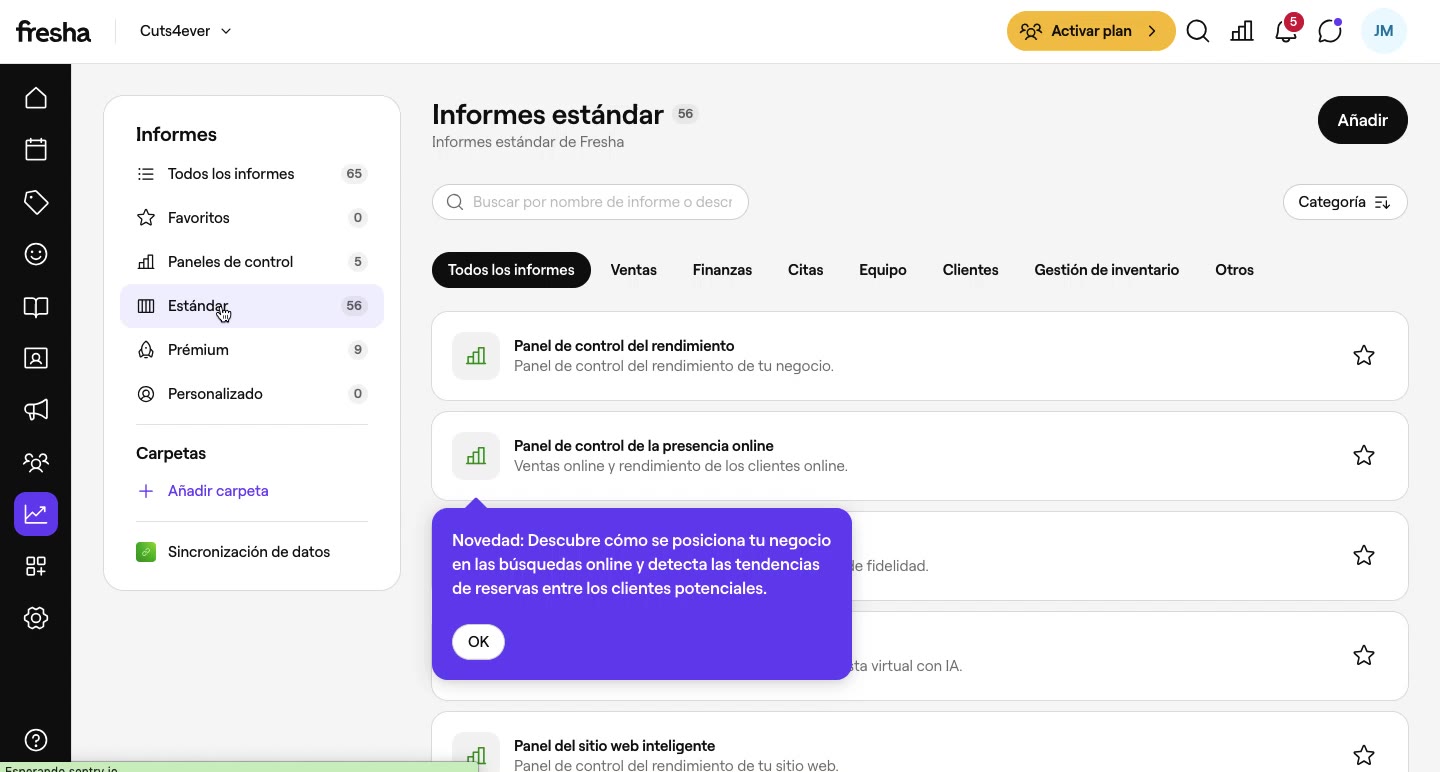 fresha
Cuts4ever
Activar plan
5
JM
Informes
Todos los informes 65
Favoritos 0
Paneles de control 5
Estándar 56
Prémium 9
Personalizado 0
Carpetas
Añadir carpeta
Sincronización de datos
Informes estándar 56
Informes estándar de Fresha
Añadir
Buscar por nombre de informe o descr
Categoría
Todos los informes Ventas Finanzas Citas Equipo Clientes Gestión de inventario Otros
Panel de control del rendimiento
Panel de control del rendimiento de tu negocio.
Panel de control de la presencia online
Ventas online y rendimiento de los clientes online.
Novedad: Descubre cómo se posiciona tu negocio
en las búsquedas online y detecta las tendencias
de reservas entre los clientes potenciales.
OK
de fidelidad.
virtual con IA.
Panel del sitio web inteligente
Panel de control del rendimiento de tu sitio web.
Esperando sentry.io